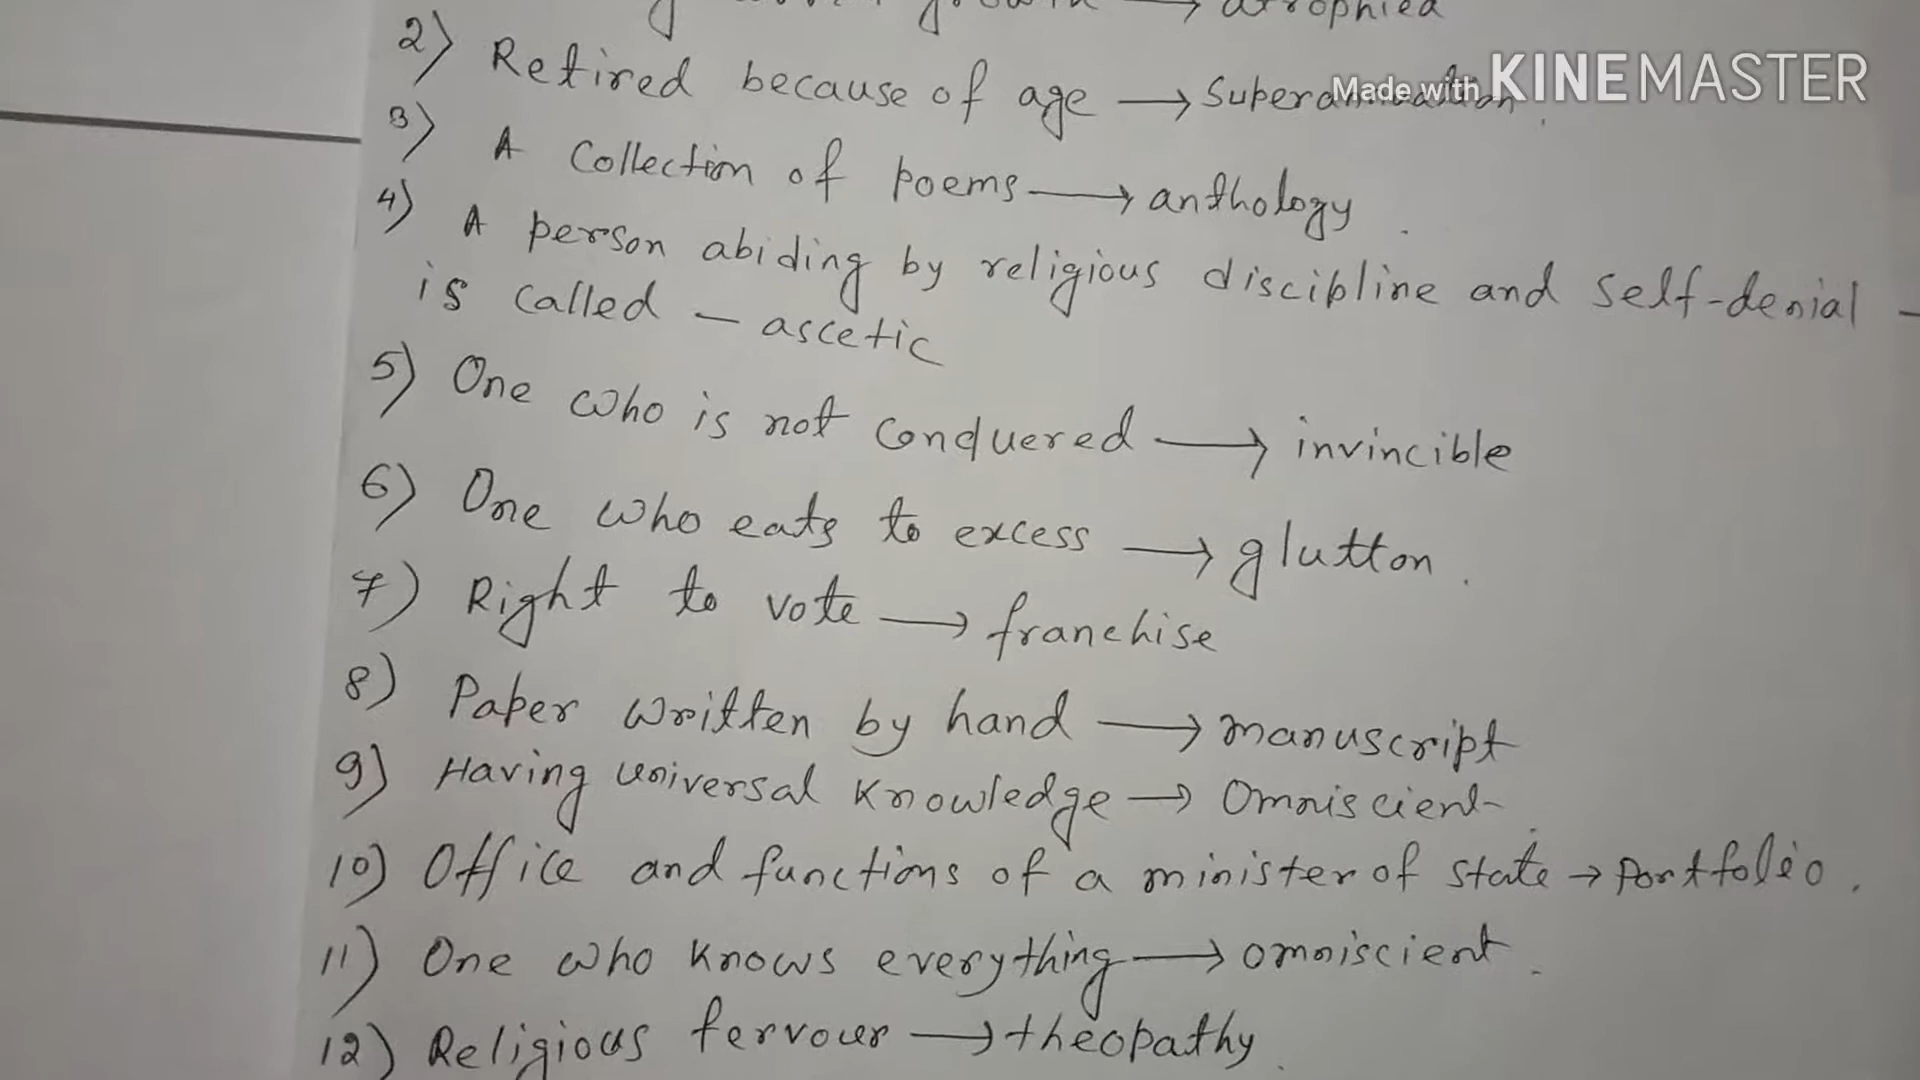 growth → atrophied
2) Retired because of age → Superannuation.
Made with KINEMASTER
3) A Collection of poems → anthology.
4) A person abiding by religious discipline and self-denial -
is called - ascetic
5) One who is not conquered → invincible
6) One who eats to excess → glutton.
7) Right to vote → franchise
8) Paper written by hand → manuscript
9) Having universal knowledge → Omniscient
10) Office and functions of a minister of state → Portfolio.
11) One who knows everything → omniscient.
12) Religious fervour → theopathy.